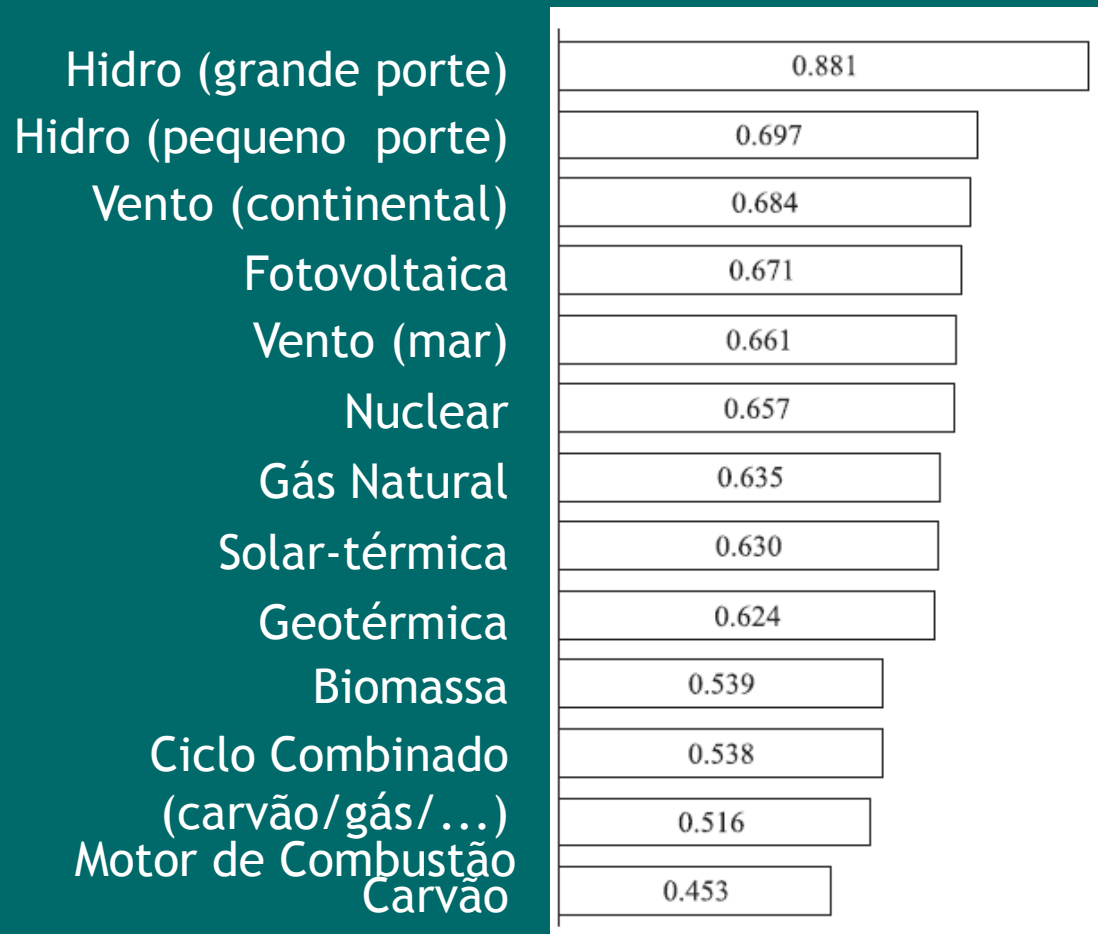 Hidro (grande porte) 0.881
Hidro (pequeno porte) 0.697
Vento (continental) 0.684
Fotovoltaica 0.671
Vento (mar) 0.661
Nuclear 0.657
Gás Natural 0.635
Solar-térmica 0.630
Geotérmica 0.624
Biomassa 0.539
Ciclo Combinado 0.538
(carvão/gás/...) 0.516
Motor de Combustão
Carvão 0.453